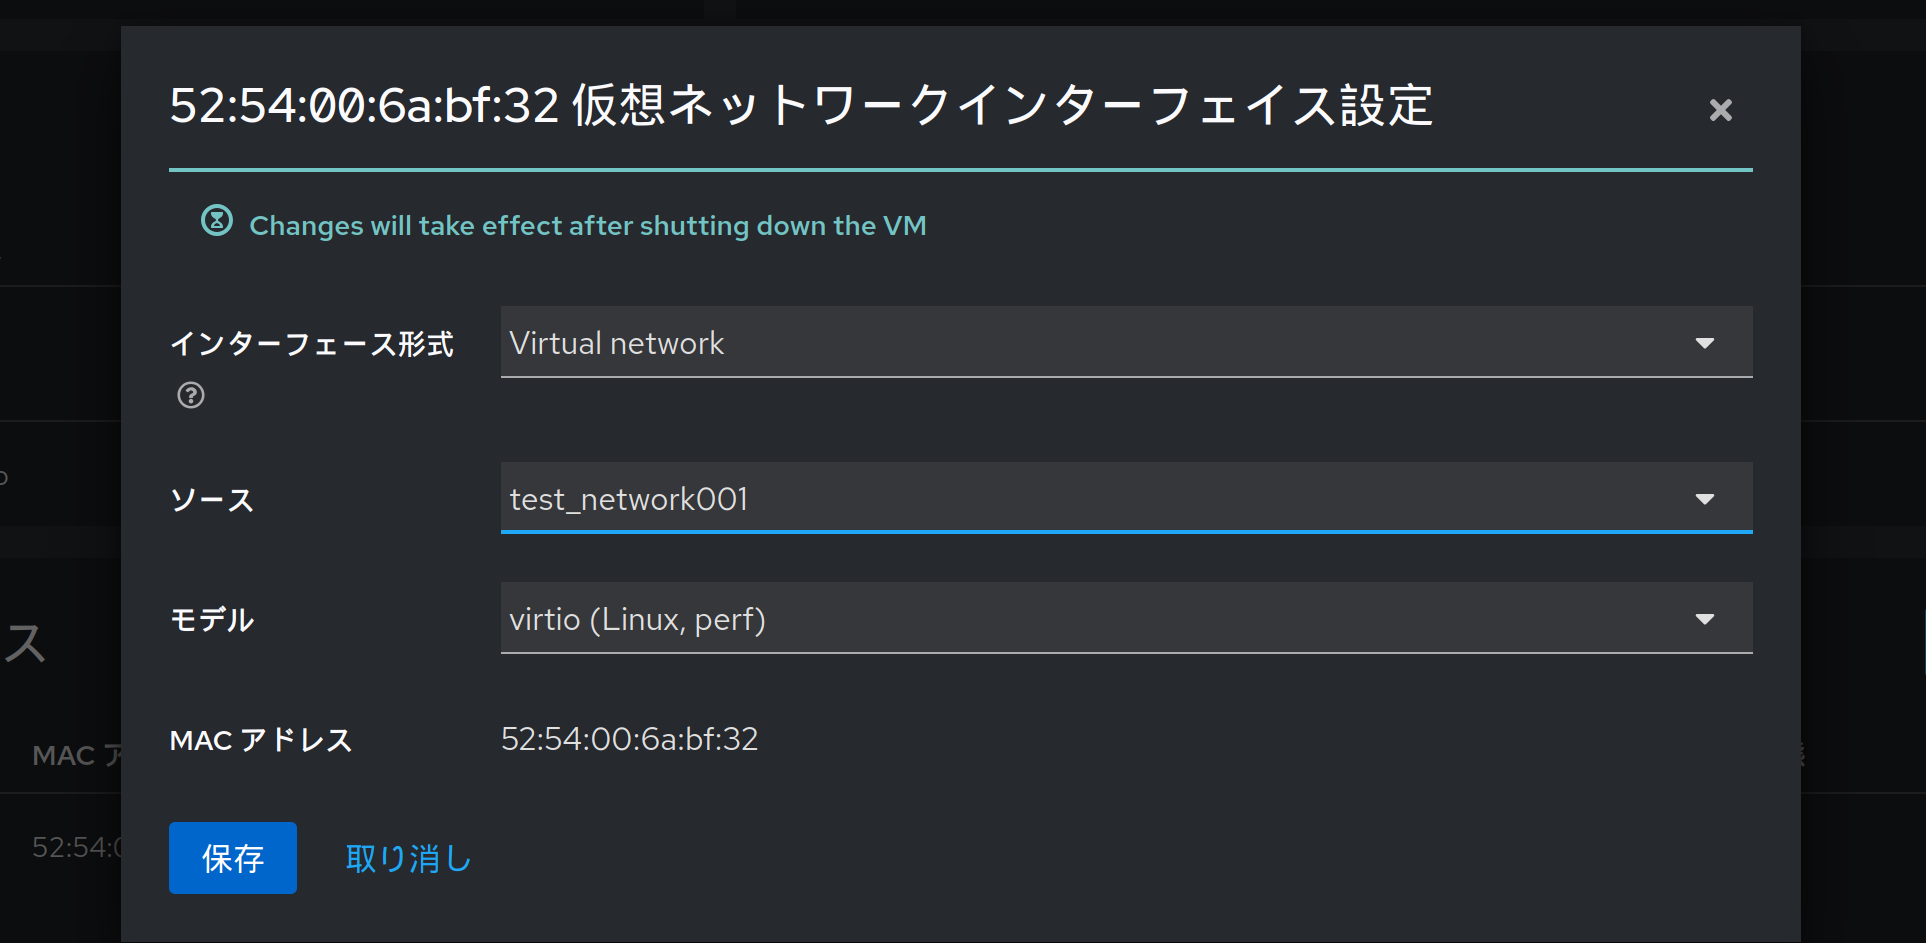 52:54:00:6a:bf:32 仮想ネットワークインターフェイス設定
Changes will take effect after shutting down the VM
インターフェース形式
Virtual network
ソース
test_network001
ス
モデル
virtio (Linux, perf)
MAC ア
MAC アドレス
52:54:00:6a:bf:32
52:54:0
保存
取り消し